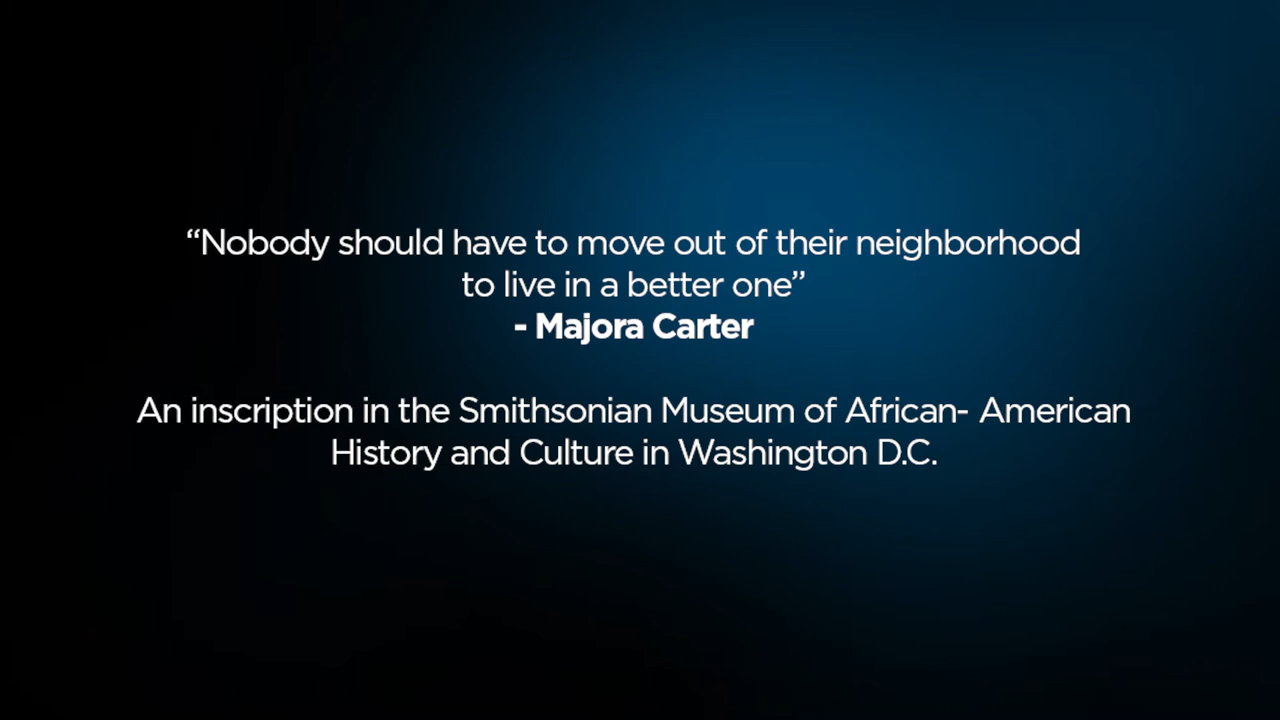 “Nobody should have to move out of their neighborhood
to live in a better one”
- Majora Carter
An inscription in the Smithsonian Museum of African- American
History and Culture in Washington D.C.